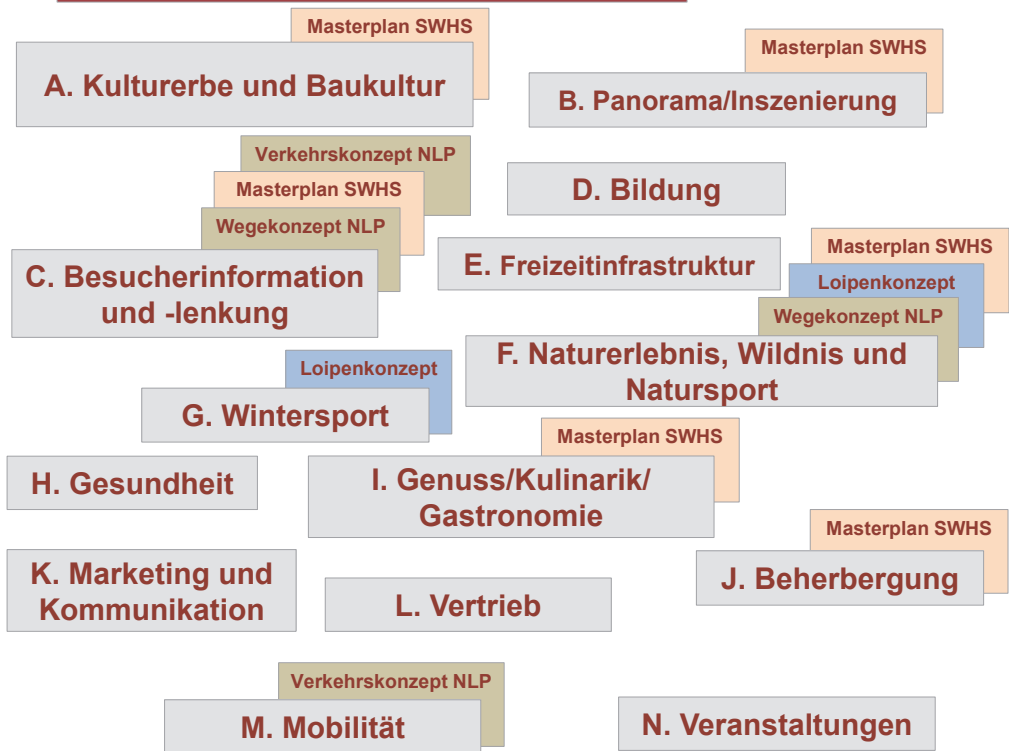 Masterplan SWHS
A. Kulturerbe und Baukultur
Masterplan SWHS
B. Panorama/Inszenierung
Verkehrskonzept NLP
Masterplan SWHS
Wegekonzept NLP
C. Besucherinformation
und -lenkung
D. Bildung
E. Freizeitinfrastruktur
Masterplan SWHS
Loipenkonzept
Wegekonzept NLP
F. Naturerlebnis, Wildnis und
Natursport
Loipenkonzept
G. Wintersport
H. Gesundheit
Masterplan SWHS
I. Genuss/Kulinarik/
Gastronomie
Masterplan SWHS
J. Beherbergung
K. Marketing und
Kommunikation
L. Vertrieb
Verkehrskonzept NLP
M. Mobilität
N. Veranstaltungen